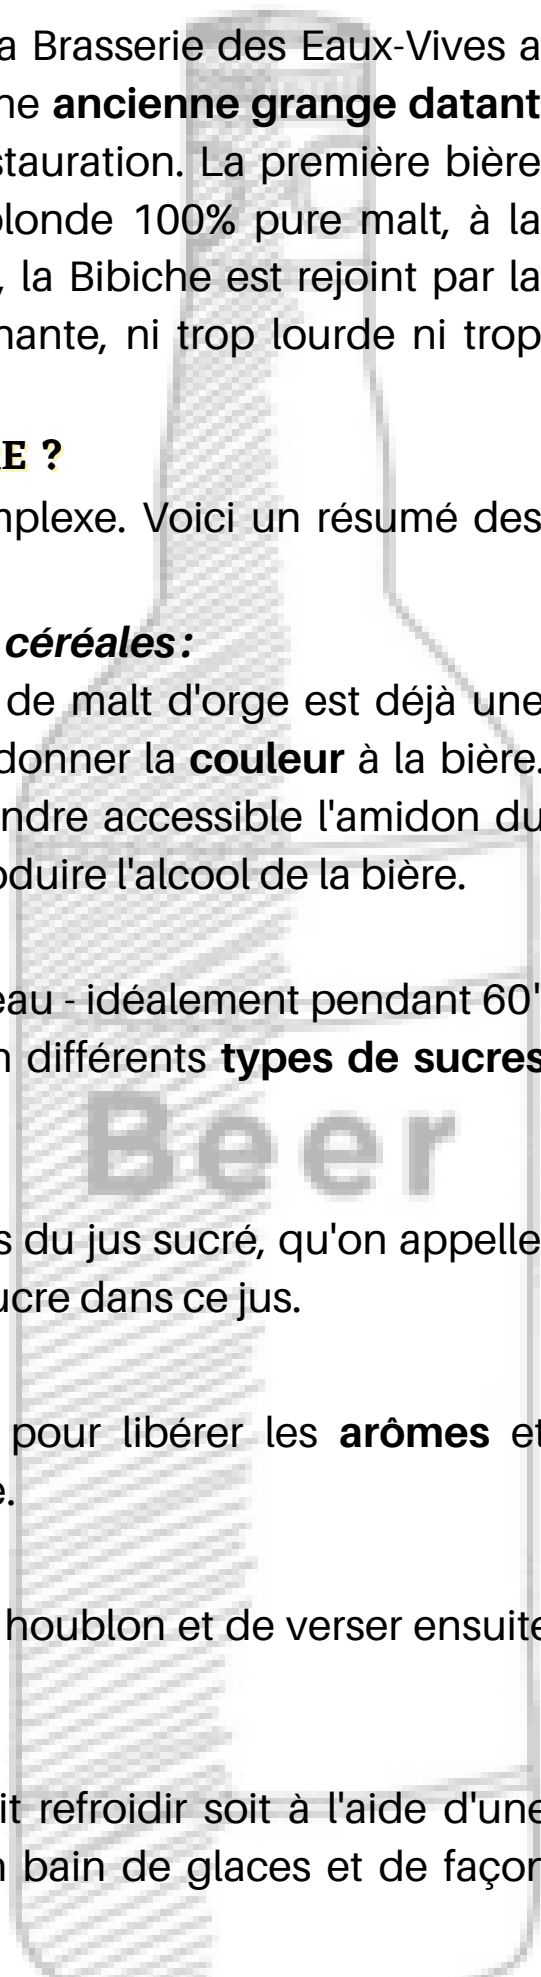 a Brasserie des Eaux-Vives a
ne ancienne grange datant
stauration. La première bière
londe 100% pure malt, à la
, la Bibiche est rejoint par la
nante, ni trop lourde ni trop
E ?
mplexe. Voici un résumé des
céréales:
de malt d'orge est déjà une
donner la couleur à la bière.
ndre accessible l'amidon du
oduire l'alcool de la bière.
eau - idéalement pendant 60'
n différents types de sucres
Beer
s du jus sucré, qu'on appelle
ucre dans ce jus.
pour libérer les arômes et
e.
houblon et de verser ensuite
it refroidir soit à l'aide d'une
n bain de glaces et de façon